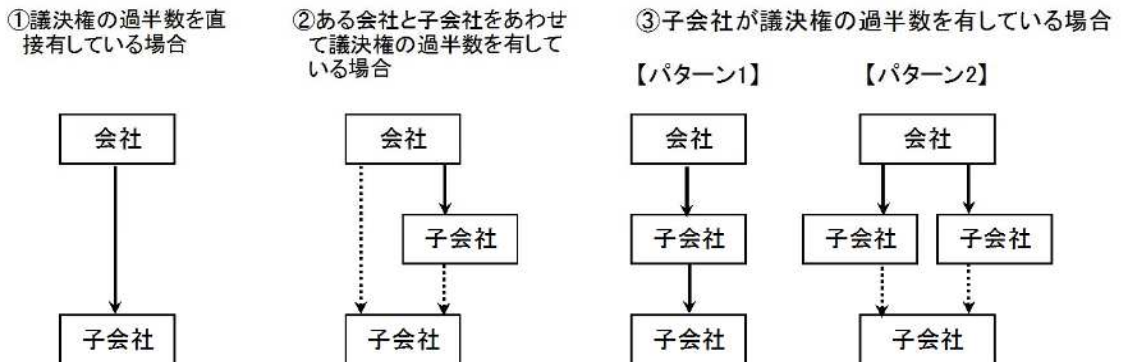 ①議決権の過半数を直
接有している場合
②ある会社と子会社をあわせ
て議決権の過半数を有して
いる場合
③子会社が議決権の過半数を有している場合
【パターン1】
【パターン2】
会社
子会社
会社
子会社
子会社
会社
子会社
子会社
会社
子会社
子会社
子会社